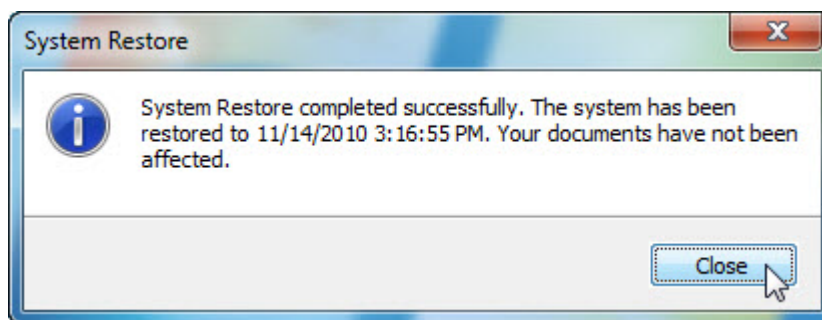 System Restore
System Restore completed successfully. The system has been
restored to 11/14/2010 3:16:55 PM. Your documents have not been
affected.
Close